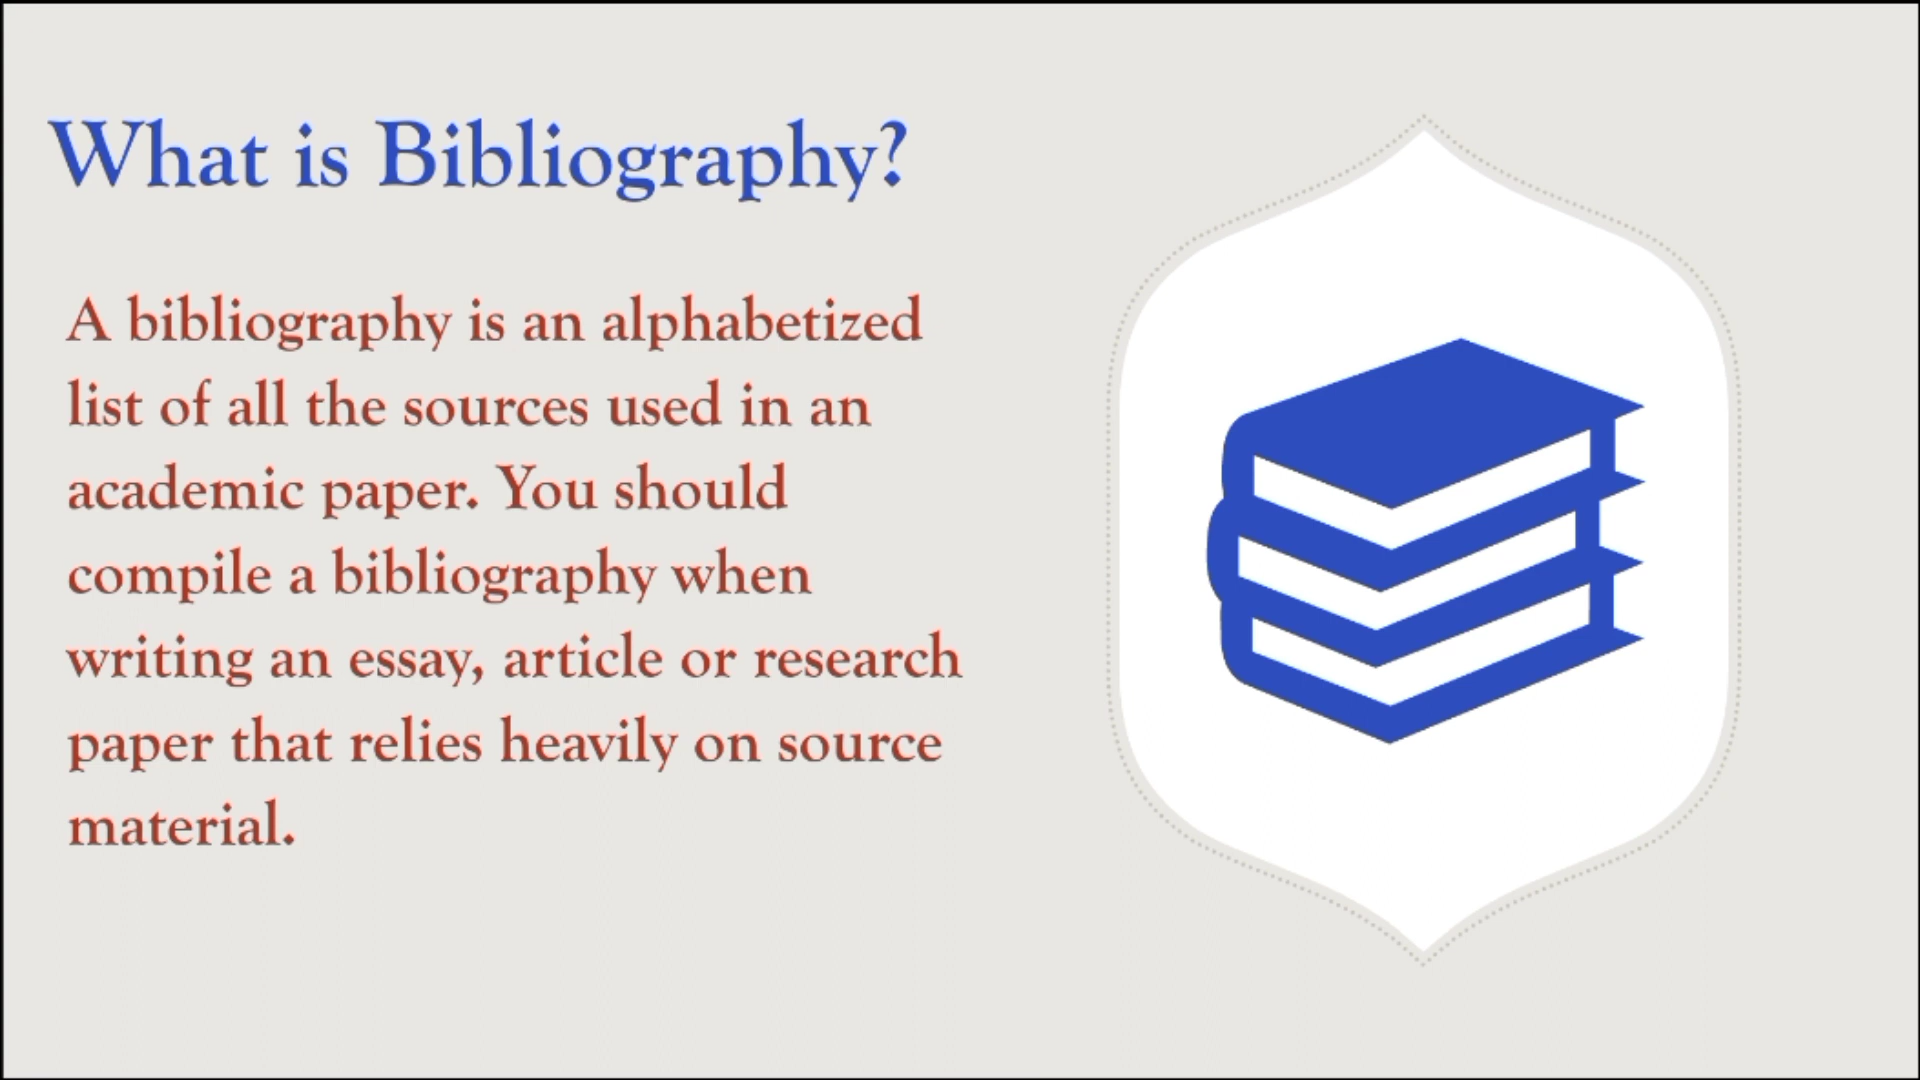 What is Bibliography?
A bibliography is an alphabetized
list of all the sources used in an
academic paper. You should
compile a bibliography when
writing an essay, article or research
paper that relies heavily on source
material.